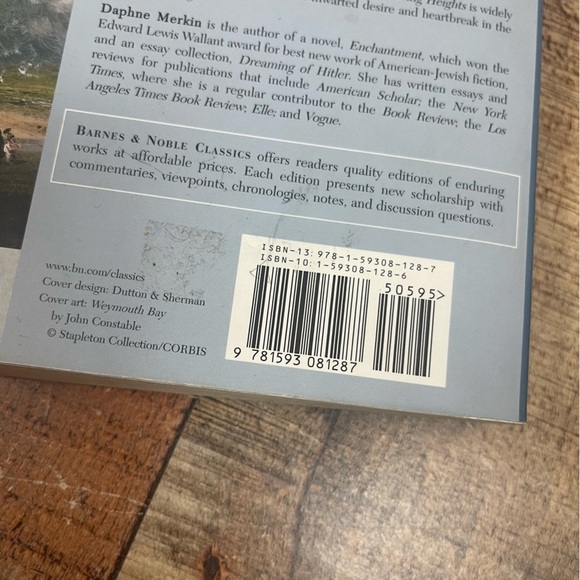 Heights is widely
desire and heartbreak in the
Daphne Merkin is the author of a novel, Enchantment, which won the
Edward Lewis Wallant award for best new work of American-Jewish fiction,
and an essay collection, Dreaming of Hitler. She has written essays and
reviews for publications that include American Scholar; the New York
Times, where she is a regular contributor to the Book Review; the Los
Angeles Times Book Review; Elle; and Vogue.
BARNES & NOBLE CLASSICS offers readers quality editions of enduring
works at affordable prices. Each edition presents new scholarship with
commentaries, viewpoints, chronologies, notes, and discussion questions.
ISBN-13: 978-1-59308-128-7
ISBN-10: 1-59308-128-6
50595>
9 781593 081287
www.bn.com/classics
Cover design: Dutton & Sherman
Cover art: Weymouth Bay
by John Constable
© Stapleton Collection/CORBIS